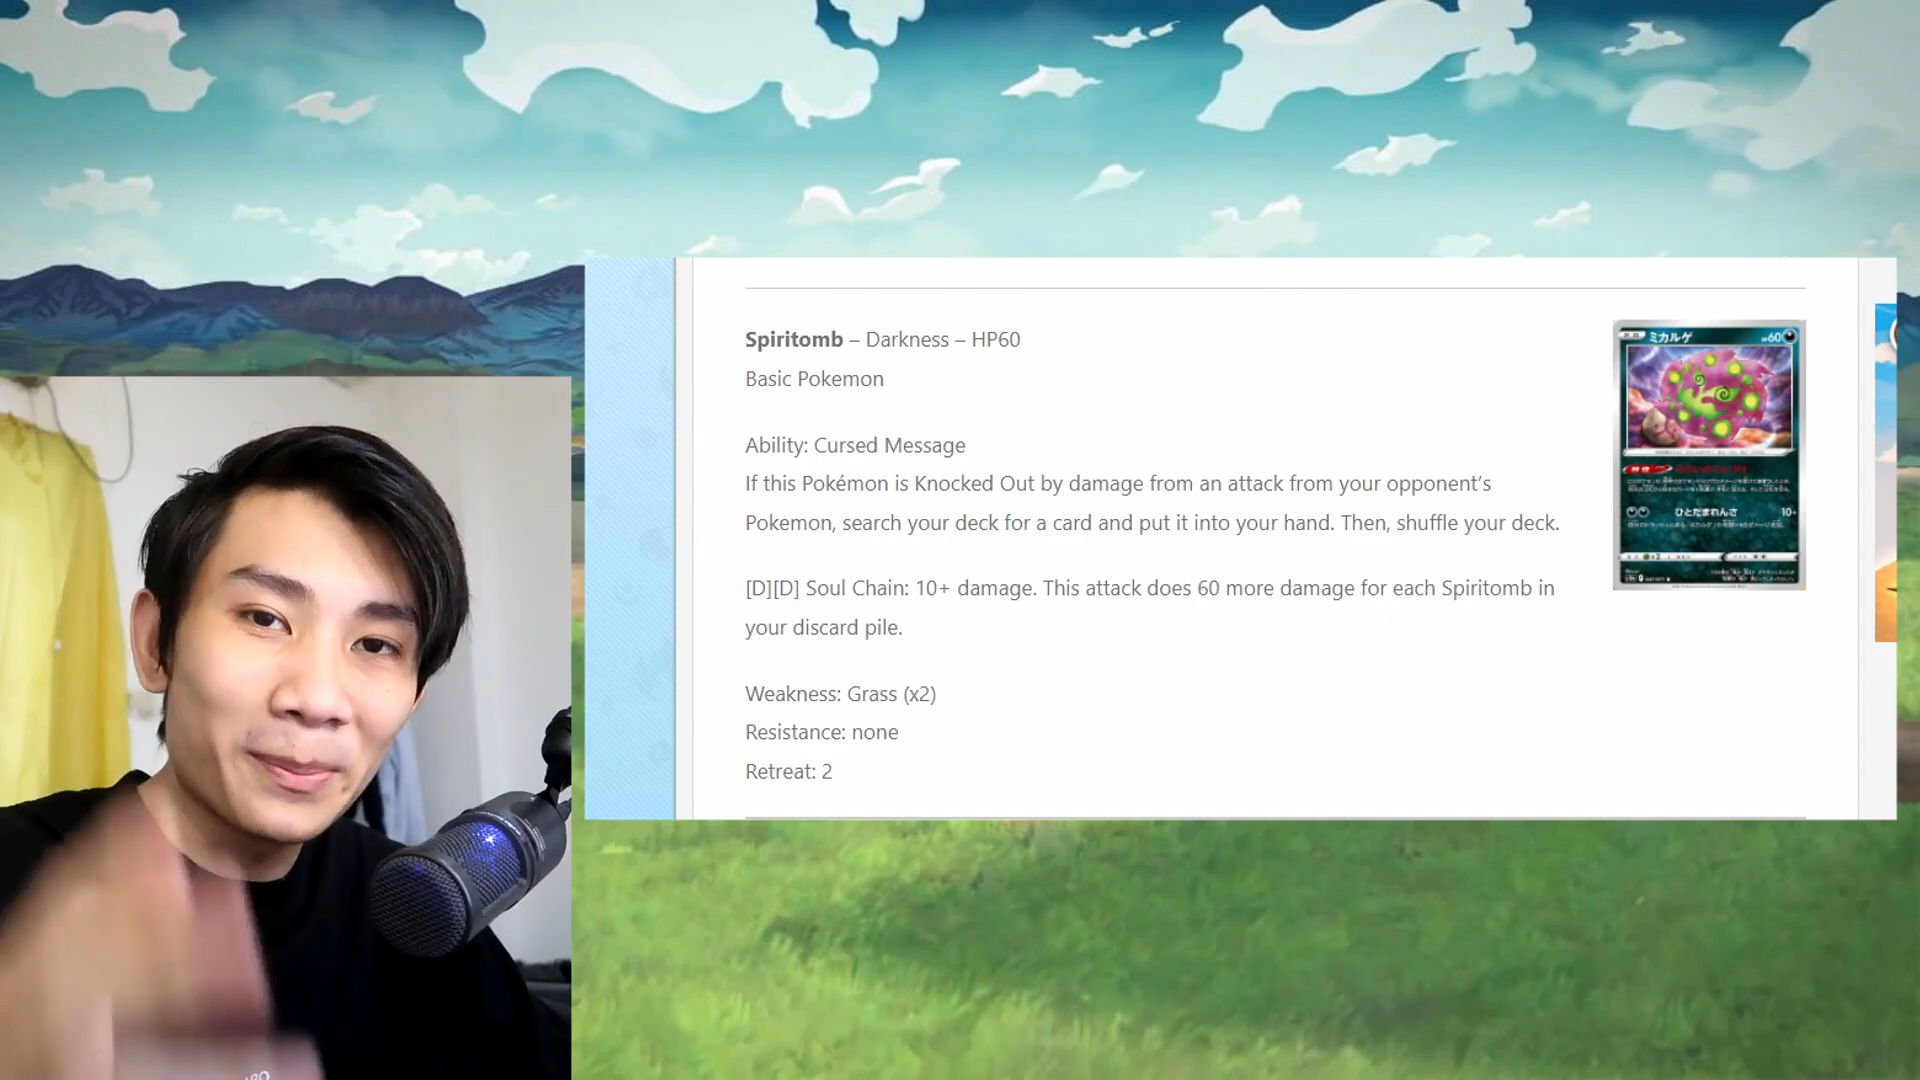 Spiritomb – Darkness – HP60
Basic Pokemon
Ability: Cursed Message
If this Pokémon is Knocked Out by damage from an attack from your opponent’s
Pokemon, search your deck for a card and put it into your hand. Then, shuffle your deck.
[D][D] Soul Chain: 10+ damage. This attack does 60 more damage for each Spiritomb in
your discard pile.
Weakness: Grass (x2)
Resistance: none
Retreat: 2
ミカルゲ
60
ひとだまれんさ 10+